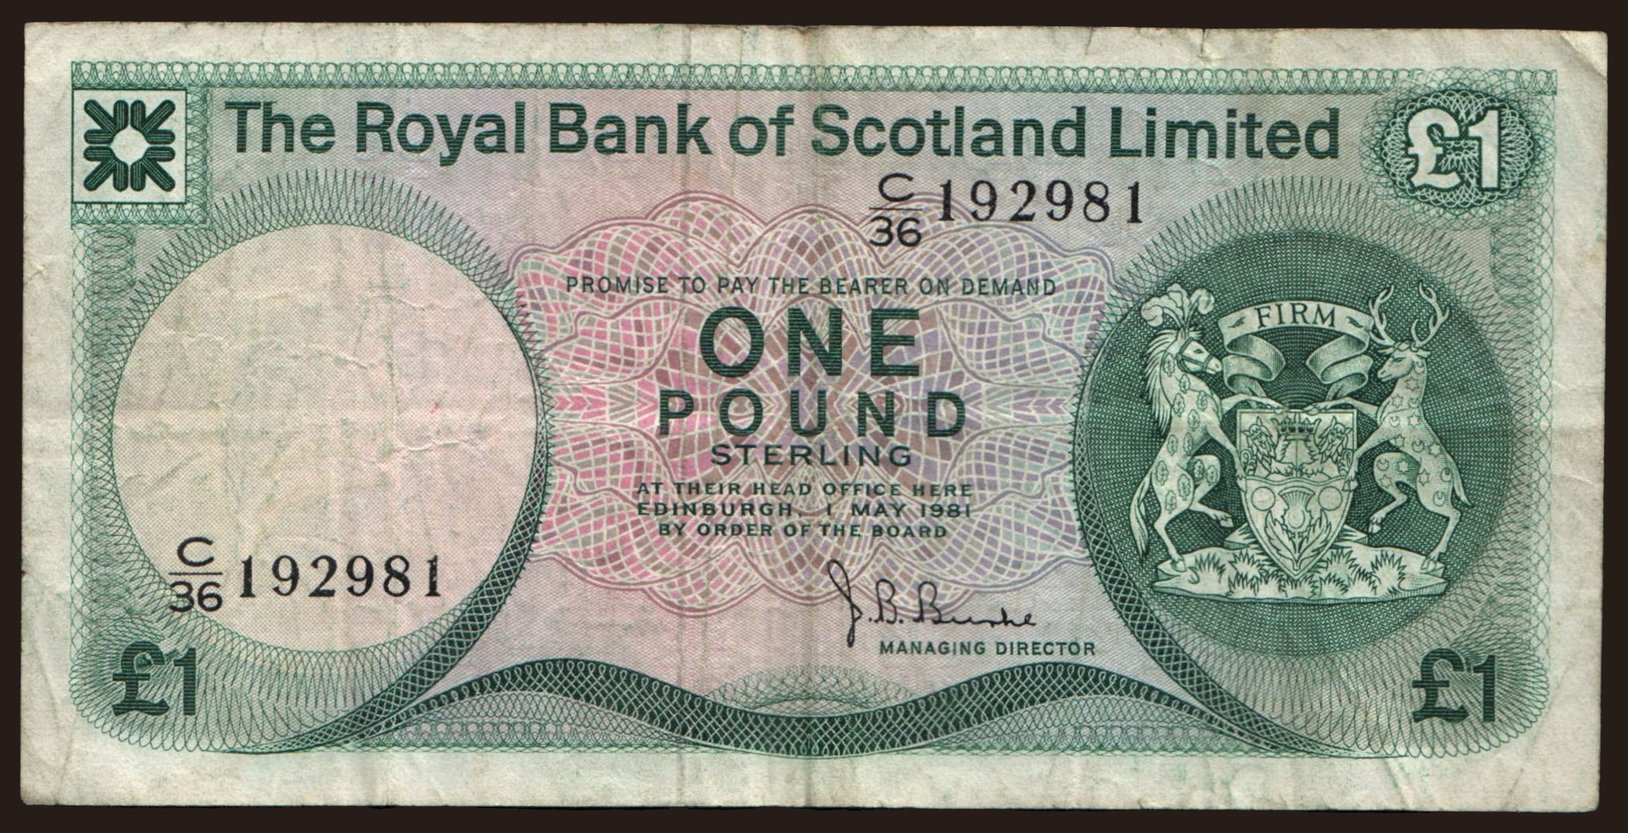 The Royal Bank of Scotland Limited
£1
C/36 192981
PROMISE TO PAY THE BEARER ON DEMAND
ONE
POUND
STERLING
AT THEIR HEAD OFFICE HERE
EDINBURGH, 1 MAY 1981
BY ORDER OF THE BOARD
FIRM
C/36 192981
J. B. Burke
MANAGING DIRECTOR
£1
£1